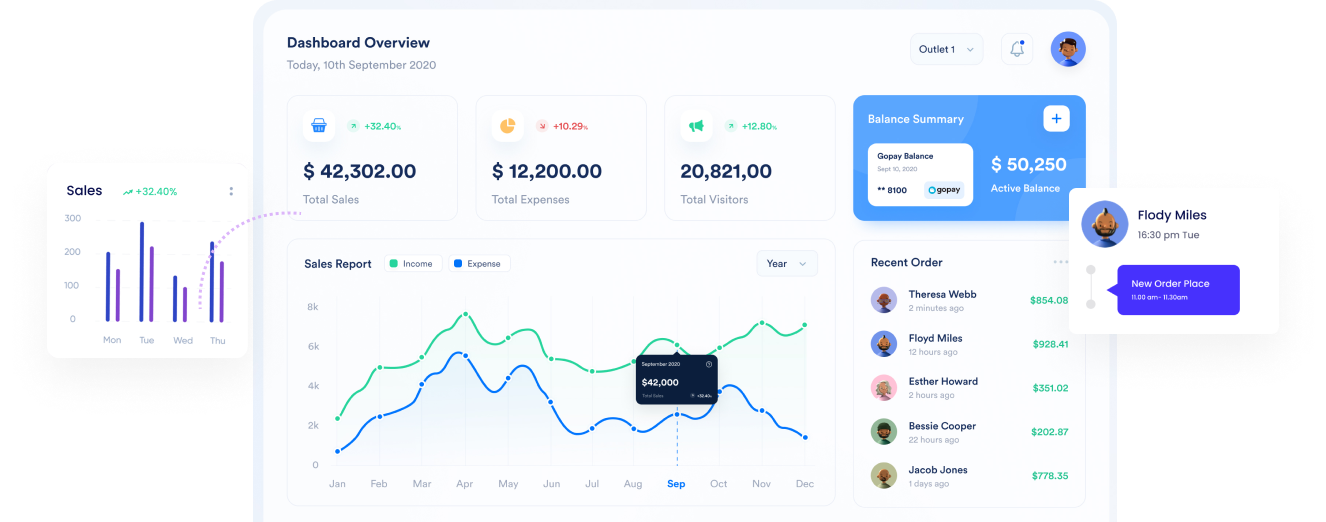 Dashboard Overview
Today, 10th September 2020
Outlet 1
+32.40%
$ 42,302.00
Total Sales
+10.29%
$ 12,200.00
Total Expenses
+12.80%
20,821,00
Total Visitors
Balance Summary
+
Gopay Balance
Sept 10, 2020
** 8100
gopay
$ 50,250
Active Balance
Sales
+32.40%
300
200
100
0
Mon Tue Wed Thu
Sales Report
Income
Expense
Year
8k
6k
4k
2k
0
Jan Feb Mar Apr May Jun Jul Aug Sep Oct Nov Dec
September 2020
?
$42,000
Total Sales
+32.40%
Recent Order
Theresa Webb
2 minutes ago
$854.08
Floyd Miles
12 hours ago
$928.41
Esther Howard
2 hours ago
$351.02
Bessie Cooper
22 hours ago
$202.87
Jacob Jones
1 days ago
$778.35
Flody Miles
16:30 pm Tue
New Order Place
11.00 am- 11.30am